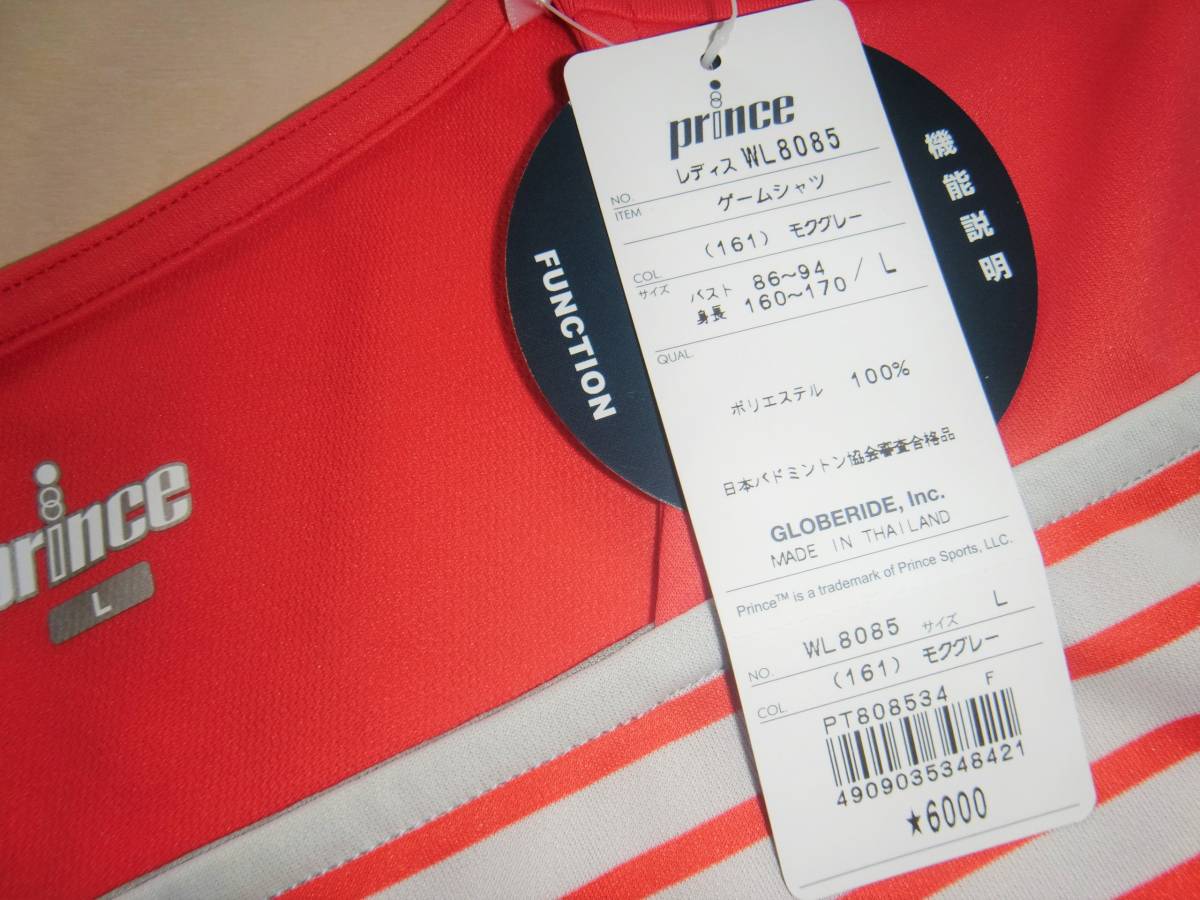 prince
NO. レディス WL8085
ITEM ゲームシャツ
COL. (161) モクグレー
サイズ バスト 86~94 / L
身長 160~170
QUAL.
ポリエステル 100%
日本バドミントン協会審査合格品
GLOBERIDE, Inc.
MADE IN THAILAND
Prince™ is a trademark of Prince Sports, LLC.
NO. WL8085 サイズ L
COL. (161) モクグレー
PT808534 F
4909035348421
★6000
FUNCTION
機能説明
prince
L